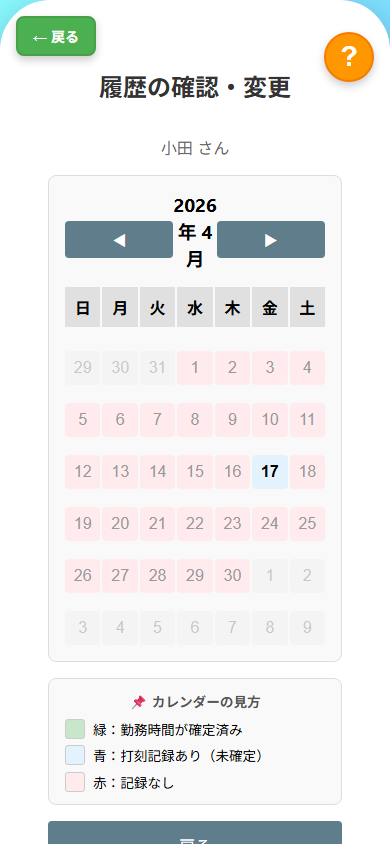 ← 戻る
?
履歴の確認・変更
小田 さん
◀ 2026年 4月 ▶
日 月 火 水 木 金 土
29 30 31 1 2 3 4
5 6 7 8 9 10 11
12 13 14 15 16 17 18
19 20 21 22 23 24 25
26 27 28 29 30 1 2
3 4 5 6 7 8 9
📌 カレンダーの見方
緑：勤務時間が確定済み
青：打刻記録あり（未確定）
赤：記録なし
戻る